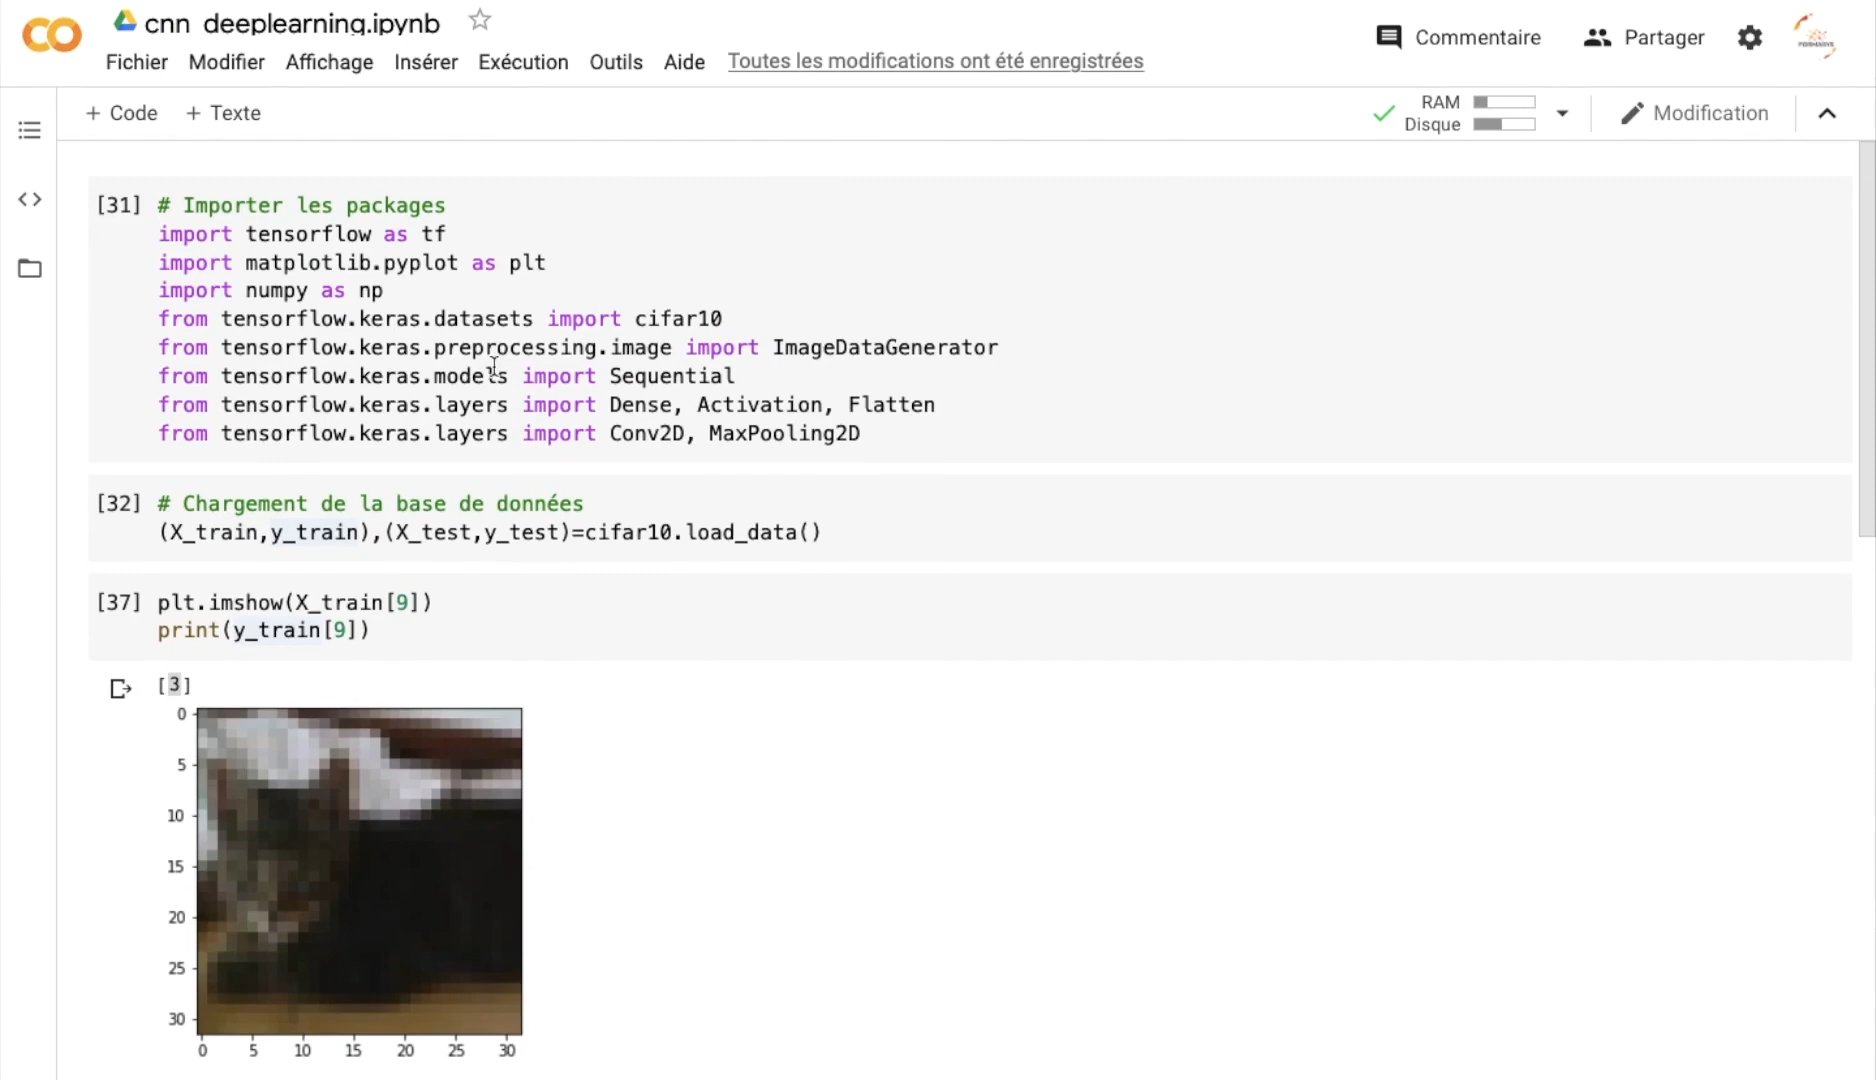 cnn deeplearning.ipynb
Commentaire
Partager
Fichier Modifier Affichage Insérer Exécution Outils Aide Toutes les modifications ont été enregistrées
+ Code + Texte
RAM
Disque
Modification
[31] # Importer les packages
import tensorflow as tf
import matplotlib.pyplot as plt
import numpy as np
from tensorflow.keras.datasets import cifar10
from tensorflow.keras.preprocessing.image import ImageDataGenerator
from tensorflow.keras.models import Sequential
from tensorflow.keras.layers import Dense, Activation, Flatten
from tensorflow.keras.layers import Conv2D, MaxPooling2D
[32] # Chargement de la base de données
(X_train,y_train),(X_test,y_test)=cifar10.load_data()
[37] plt.imshow(X_train[9])
print(y_train[9])
[3]
0
5
10
15
20
25
30
0 5 10 15 20 25 30